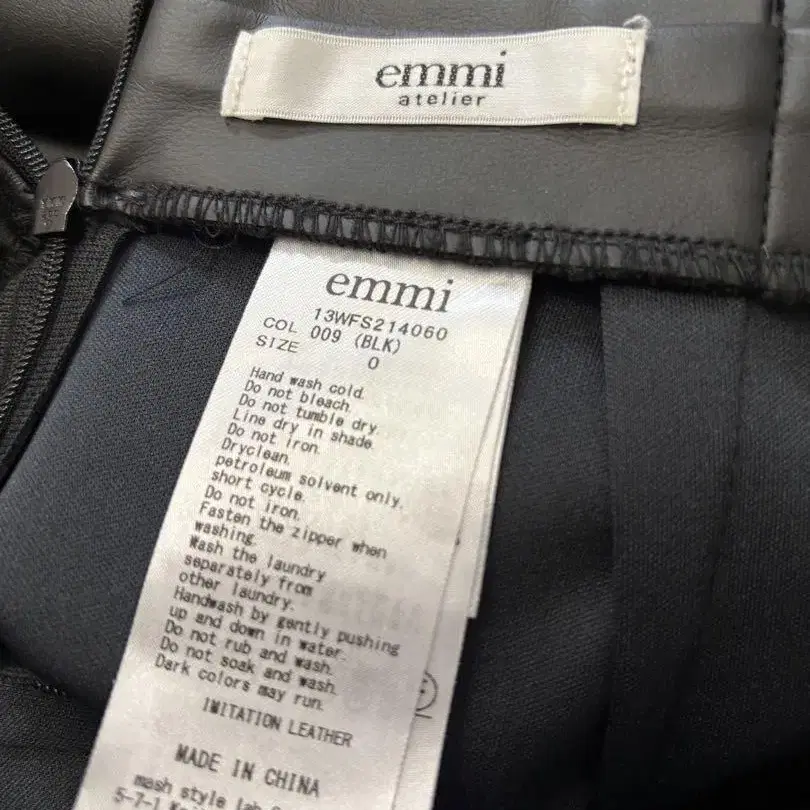 emmi
atelier
emmi
13WFS214060
COL 009 (BLK)
SIZE 0
Hand wash cold.
Do not bleach.
Do not tumble dry.
Line dry in shade.
Do not iron.
Dryclean.
petroleum solvent only.
short cycle.
Do not iron.
Fasten the zipper when
washing.
Wash the laundry
separately from
other laundry.
Handwash by gently pushing
up and down in water.
Do not rub and wash.
Do not soak and wash.
Dark colors may run.
IMITATION LEATHER
MADE IN CHINA
mash style lab
5-7-1